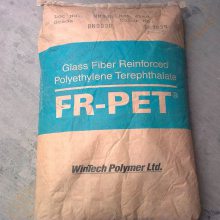 Glass Fiber Reinforced
Polyethylene Terephthalate
FR-PET®
WinTech Polymer Ltd.